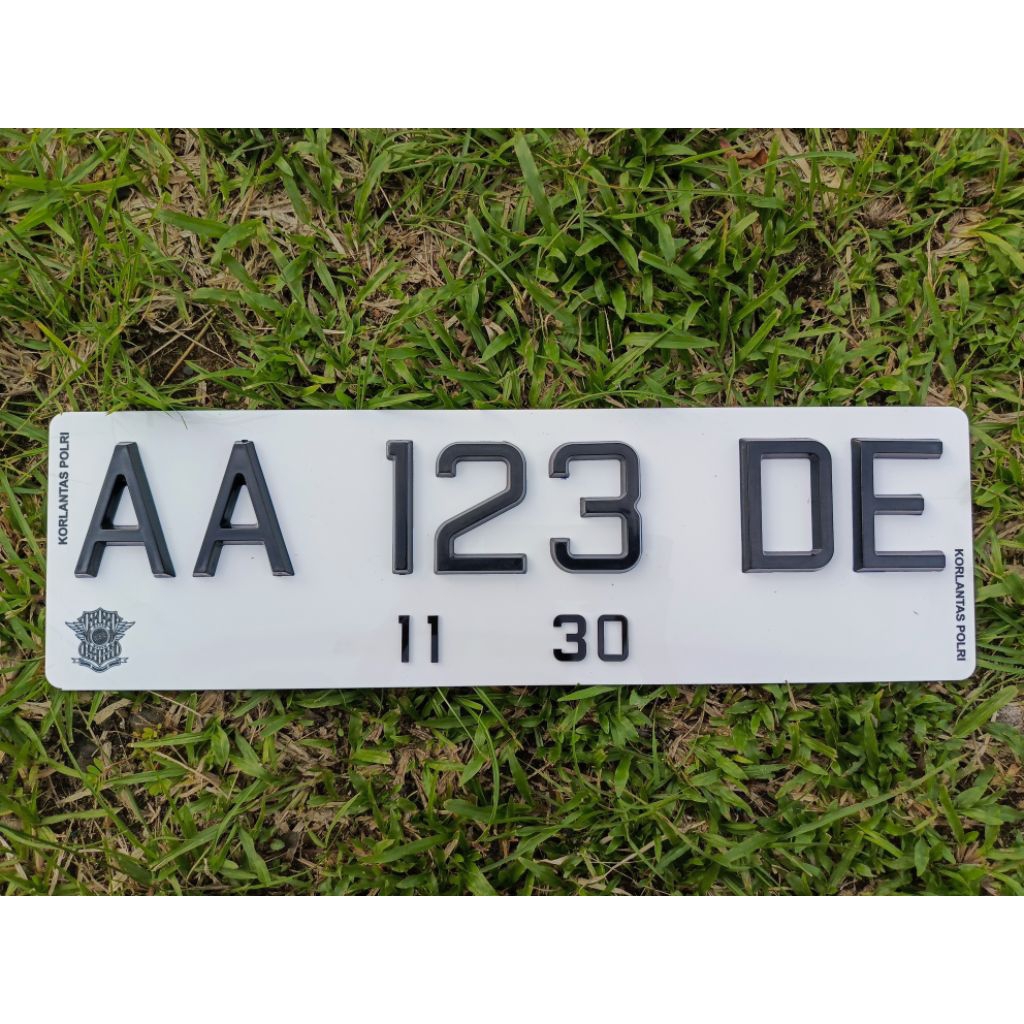 KORLANTAS POLRI
AA 123 DE
11 30
KORLANTAS POLRI